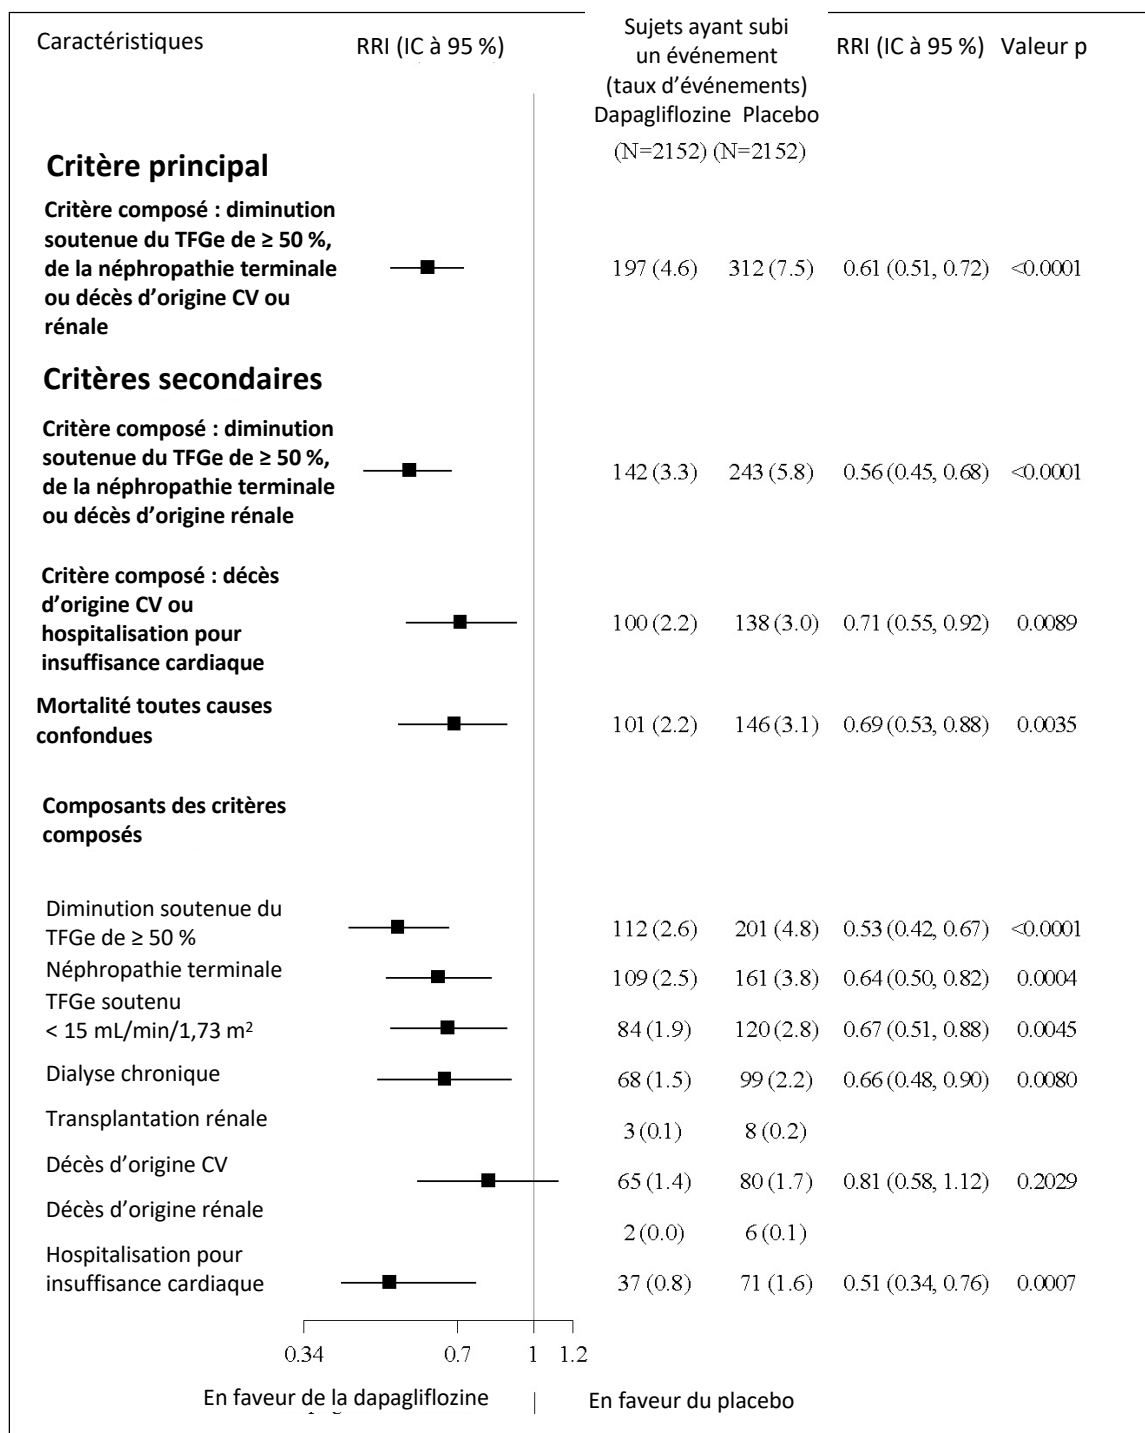 Caractéristiques
RRI (IC à 95 %)
Sujets ayant subi
un événement
(taux d’événements)
Dapagliflozine Placebo
RRI (IC à 95 %)
Valeur p
(N=2152) (N=2152)
Critère principal
Critère composé : diminution
soutenue du TFGe de ≥ 50 %,
de la néphropathie terminale
ou décès d’origine CV ou
rénale
197 (4.6) 312 (7.5) 0.61 (0.51, 0.72) <0.0001
Critères secondaires
Critère composé : diminution
soutenue du TFGe de ≥ 50 %,
de la néphropathie terminale
ou décès d’origine rénale
142 (3.3) 243 (5.8) 0.56 (0.45, 0.68) <0.0001
Critère composé : décès
d’origine CV ou
hospitalisation pour
insuffisance cardiaque
100 (2.2) 138 (3.0) 0.71 (0.55, 0.92) 0.0089
Mortalité toutes causes
confondues
101 (2.2) 146 (3.1) 0.69 (0.53, 0.88) 0.0035
Composants des critères
composés
Diminution soutenue du
TFGe de ≥ 50 %
112 (2.6) 201 (4.8) 0.53 (0.42, 0.67) <0.0001
Néphropathie terminale
109 (2.5) 161 (3.8) 0.64 (0.50, 0.82) 0.0004
TFGe soutenu
< 15 mL/min/1,73 m²
84 (1.9) 120 (2.8) 0.67 (0.51, 0.88) 0.0045
Dialyse chronique
68 (1.5) 99 (2.2) 0.66 (0.48, 0.90) 0.0080
Transplantation rénale
3 (0.1) 8 (0.2)
Décès d’origine CV
65 (1.4) 80 (1.7) 0.81 (0.58, 1.12) 0.2029
Décès d’origine rénale
2 (0.0) 6 (0.1)
Hospitalisation pour
insuffisance cardiaque
37 (0.8) 71 (1.6) 0.51 (0.34, 0.76) 0.0007
0.34 0.7 1 1.2
En faveur de la dapagliflozine
En faveur du placebo